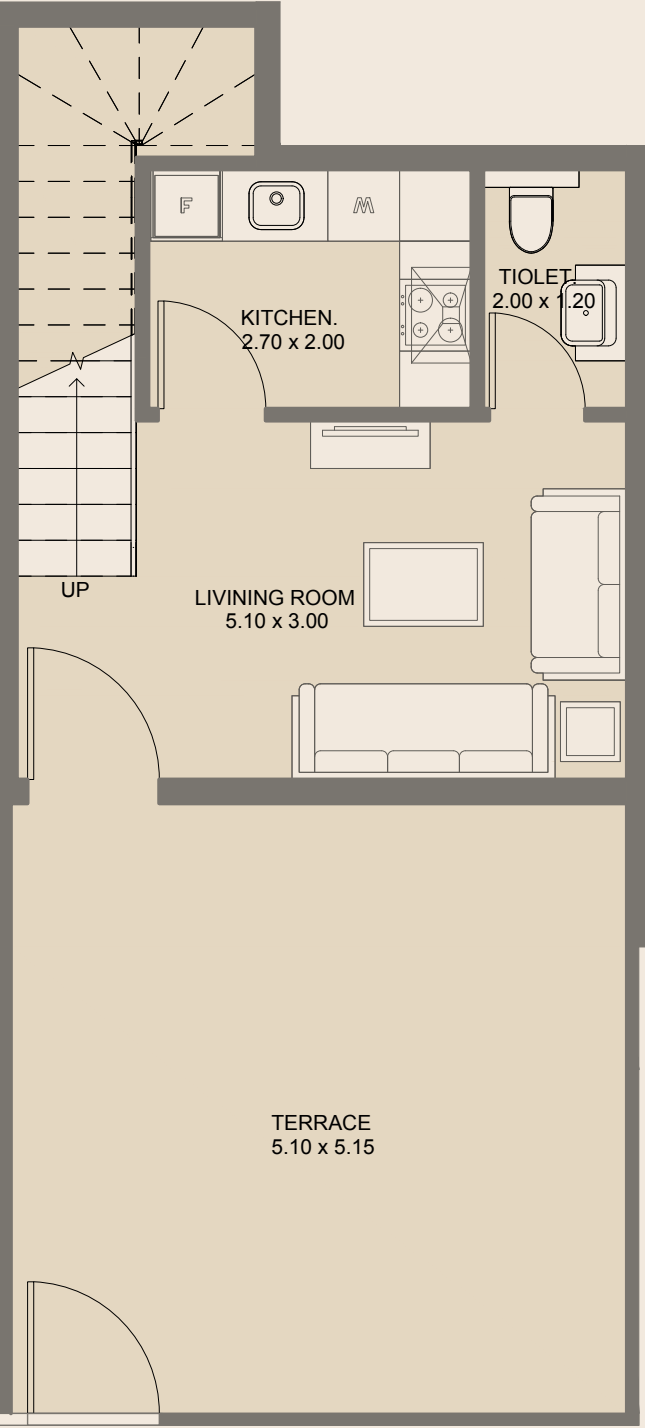 F
M
TIOLET.
2.00 x 1.20
KITCHEN.
2.70 x 2.00
UP
LIVINING ROOM
5.10 x 3.00
TERRACE
5.10 x 5.15